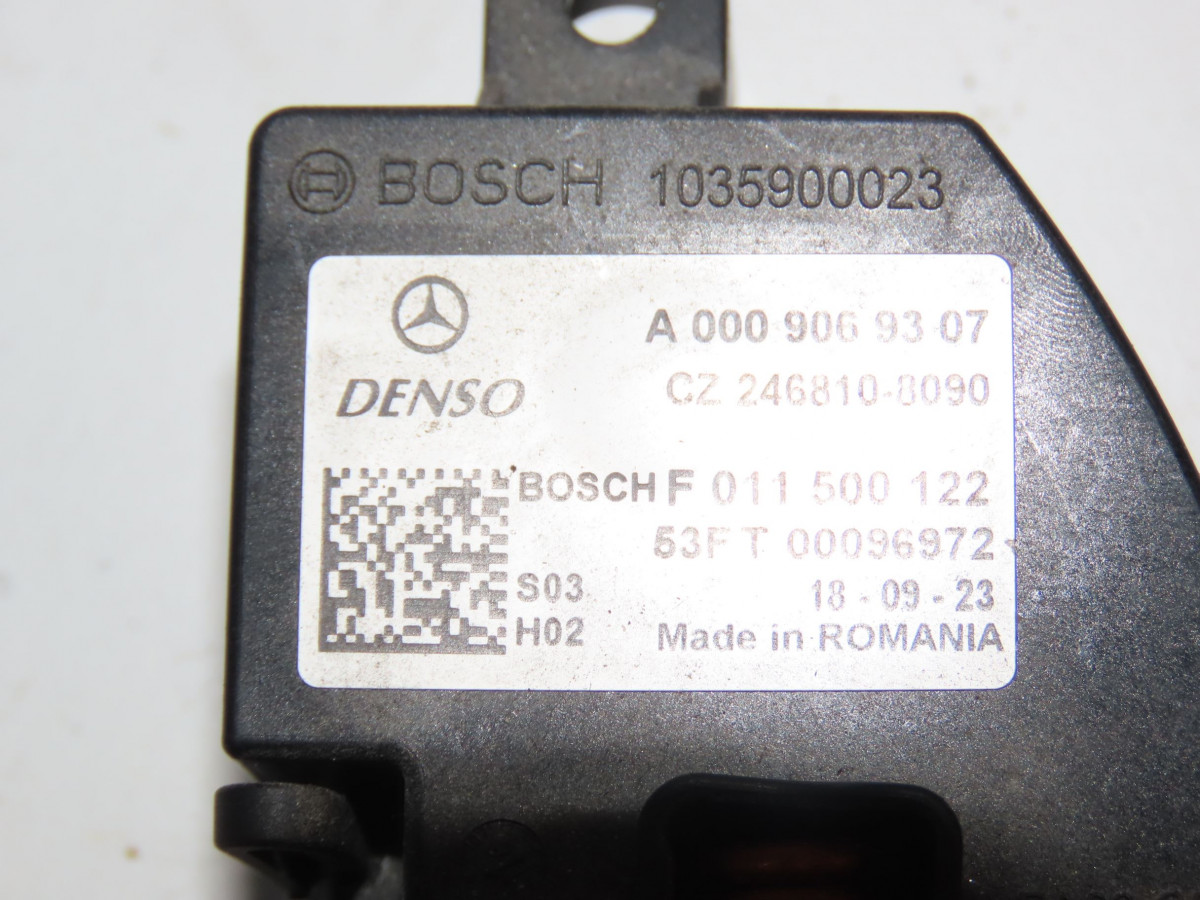 BOSCH 1035900023
A 000 906 93 07
DENSO CZ 246810-8090
BOSCH F 011 500 122
53FT 00096972
S03 18-09-23
H02 Made in ROMANIA